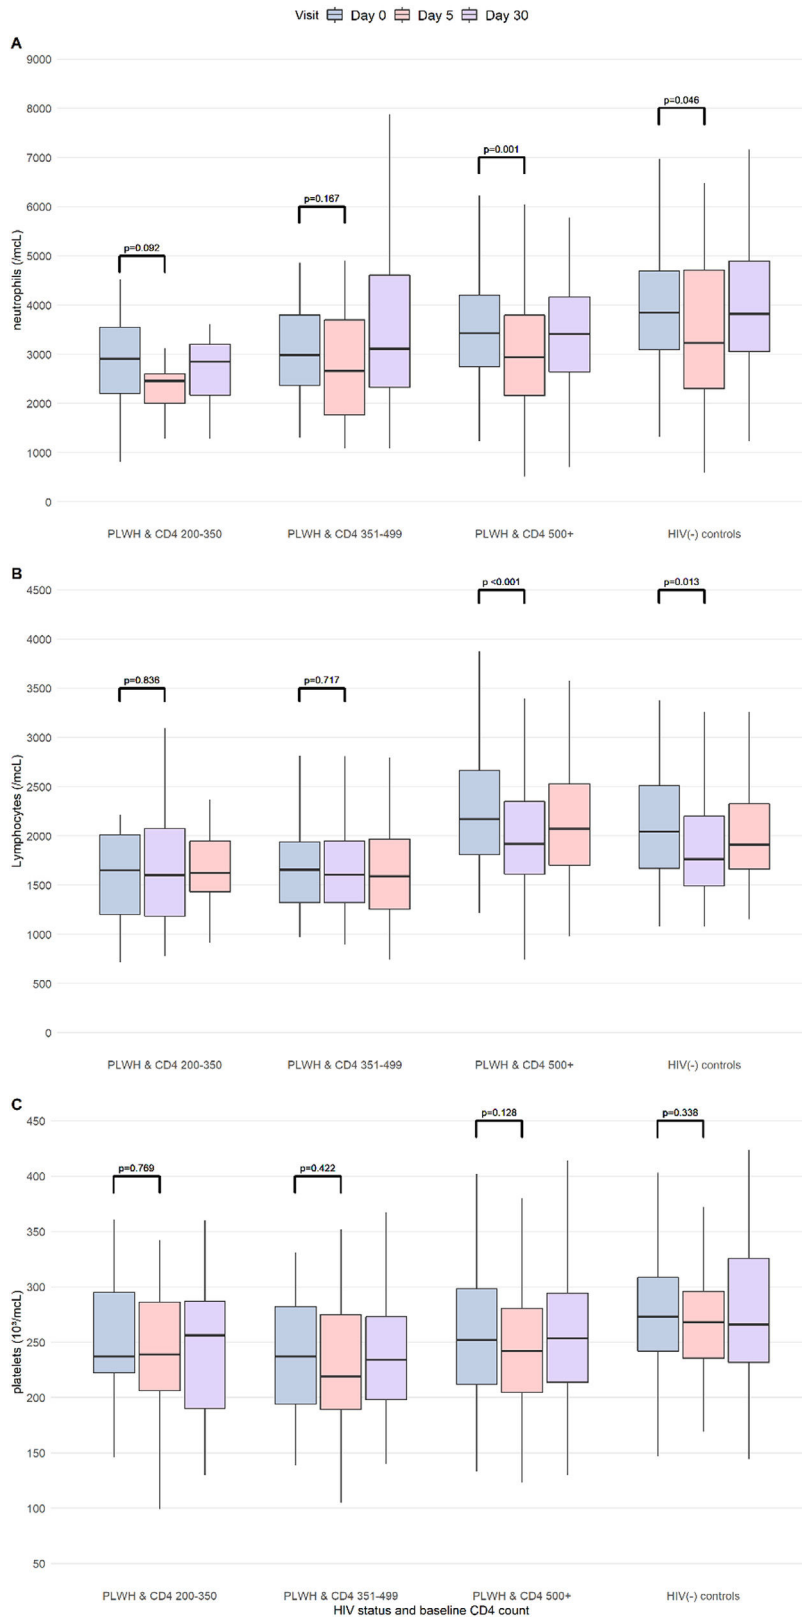 Visit Day 0 Day 5 Day 30
A
9000
8000
7000
6000
5000
4000
3000
2000
1000
0
neutrophils (/mcL)
p=0.092
p=0.167
p=0.001
p=0.046
PLWH & CD4 200-350 PLWH & CD4 351-499 PLWH & CD4 500+ HIV(-) controls
B
4500
4000
3500
3000
2500
2000
1500
1000
500
0
Lymphocytes (/mcL)
p=0.836
p=0.717
p <0.001
p=0.013
PLWH & CD4 200-350 PLWH & CD4 351-499 PLWH & CD4 500+ HIV(-) controls
C
450
400
350
300
250
200
150
100
50
platelets (10³/mcL)
p=0.769
p=0.422
p=0.128
p=0.338
PLWH & CD4 200-350 PLWH & CD4 351-499 PLWH & CD4 500+ HIV(-) controls
HIV status and baseline CD4 count